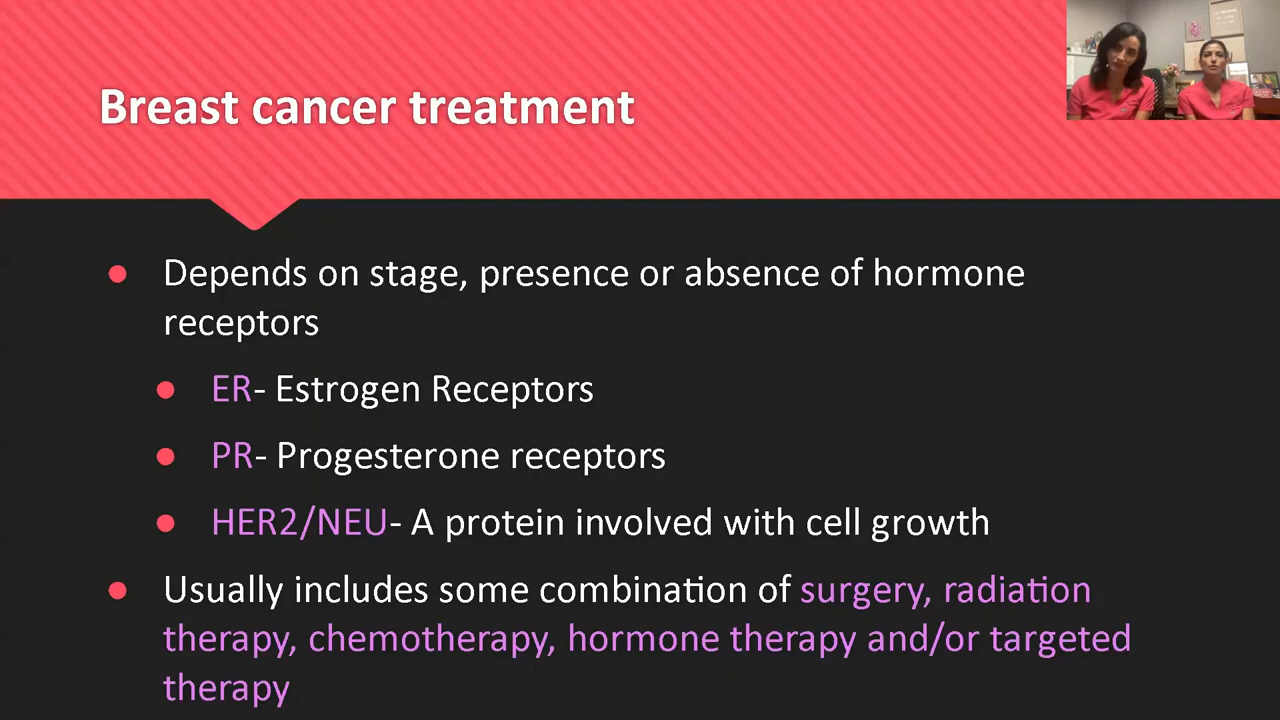 Breast cancer treatment
Depends on stage, presence or absence of hormone
receptors
ER- Estrogen Receptors
PR- Progesterone receptors
HER2/NEU- A protein involved with cell growth
Usually includes some combination of surgery, radiation
therapy, chemotherapy, hormone therapy and/or targeted
therapy